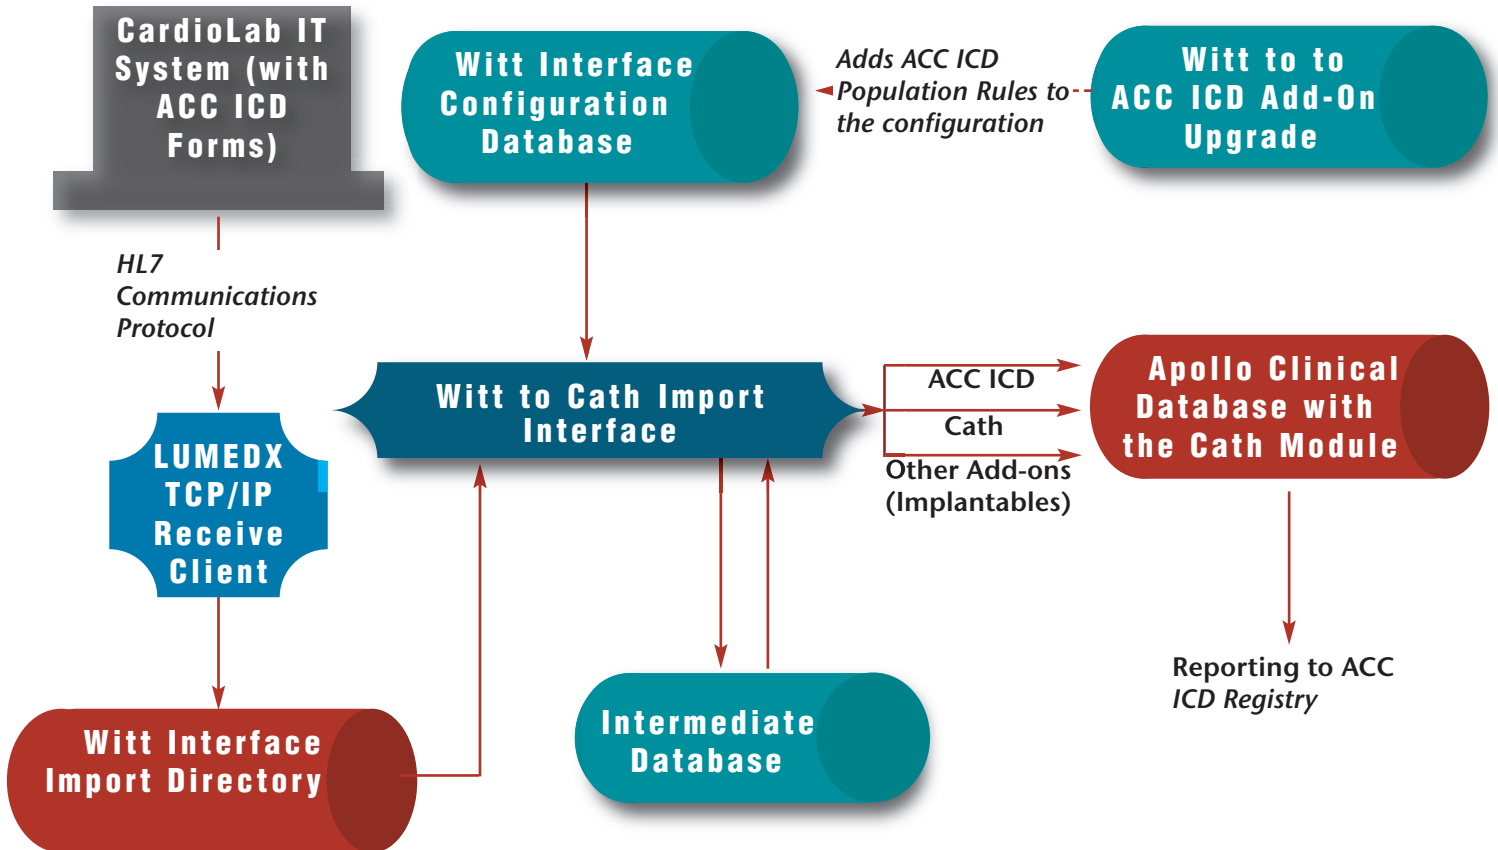 CardioLab IT
System (with
ACC ICD
Forms)
Witt Interface
Configuration
Database
Adds ACC ICD
Population Rules to
the configuration
Witt to to
ACC ICD Add-On
Upgrade
HL7
Communications
Protocol
LUMEDX
TCP/IP
Receive
Client
Witt to Cath Import
Interface
ACC ICD
Cath
Other Add-ons
(Implantables)
Apollo Clinical
Database with
the Cath Module
Reporting to ACC
ICD Registry
Witt Interface
Import Directory
Intermediate
Database